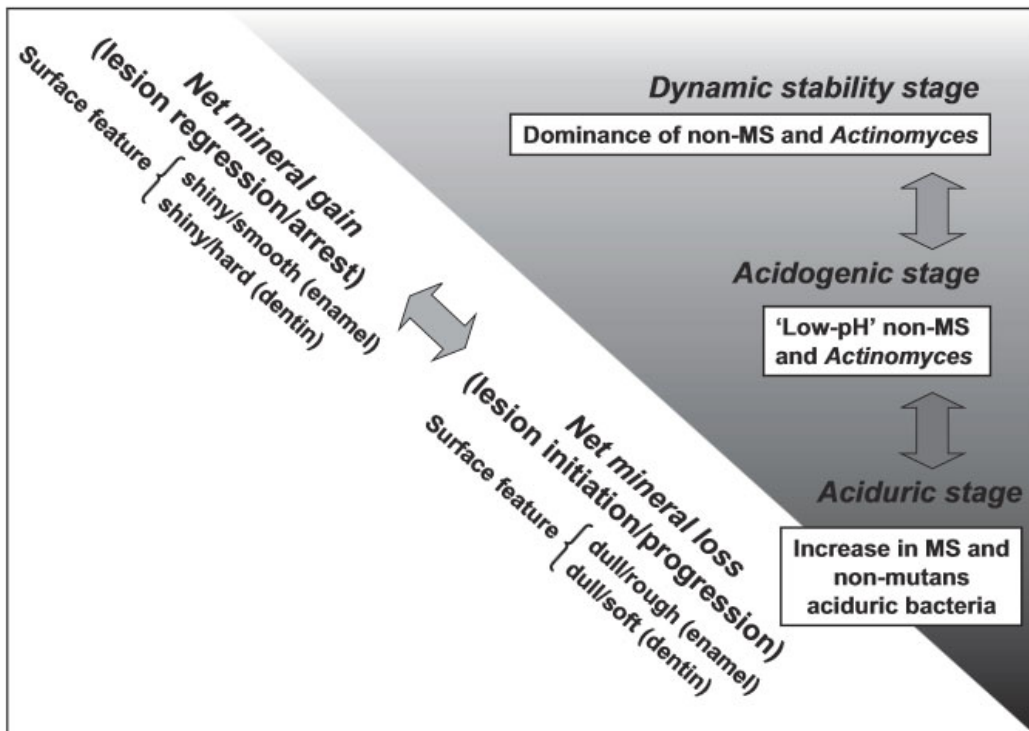 Net mineral gain
(lesion regression/arrest)
Surface feature
shiny/smooth (enamel)
shiny/hard (dentin)
Net mineral loss
(lesion initiation/progression)
Surface feature
dull/rough (enamel)
dull/soft (dentin)
Dynamic stability stage
Dominance of non-MS and Actinomyces
Acidogenic stage
‘Low-pH’ non-MS
and Actinomyces
Aciduric stage
Increase in MS and
non-mutans
aciduric bacteria